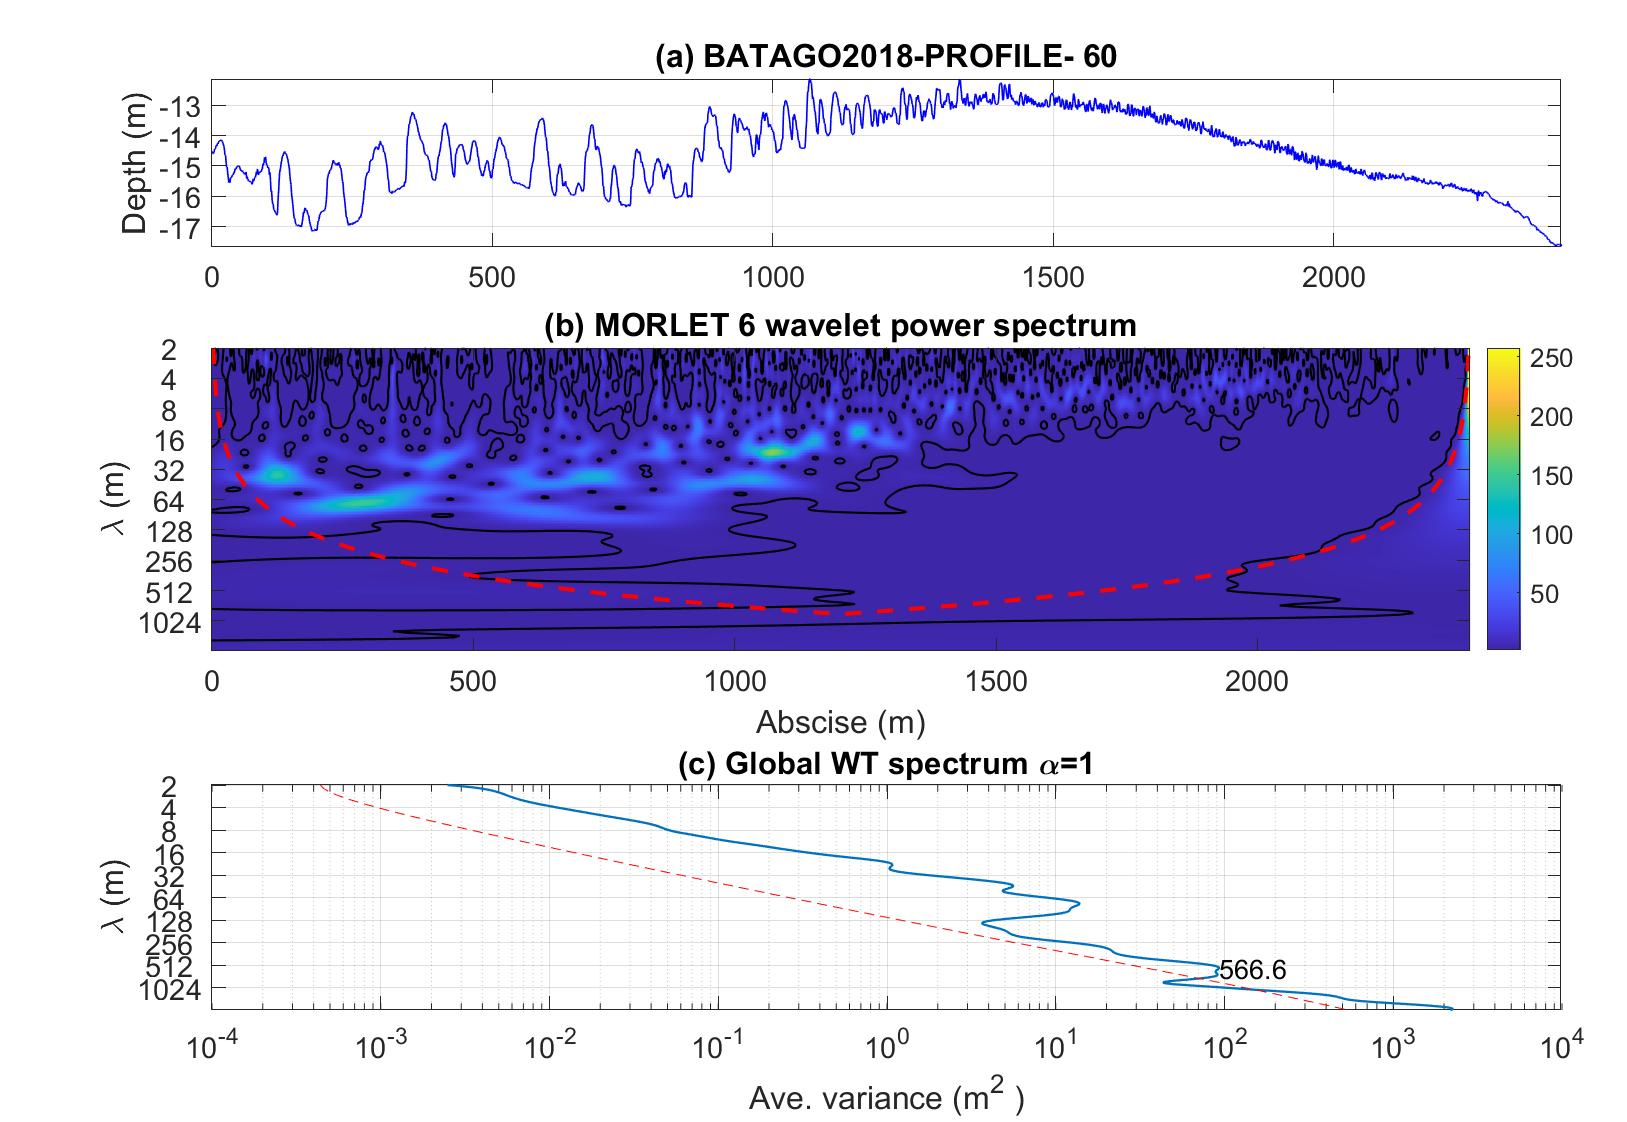 (a) BATAGO2018-PROFILE- 60
Depth (m)
-13
-14
-15
-16
-17
0 500 1000 1500 2000
(b) MORLET 6 wavelet power spectrum
λ (m)
2
4
8
16
32
64
128
256
512
1024
250
200
150
100
50
0 500 1000 1500 2000
Abscise (m)
(c) Global WT spectrum α=1
λ (m)
2
4
8
16
32
64
128
256
512
1024
566.6
10^-4 10^-3 10^-2 10^-1 10^0 10^1 10^2 10^3 10^4
Ave. variance (m^2 )